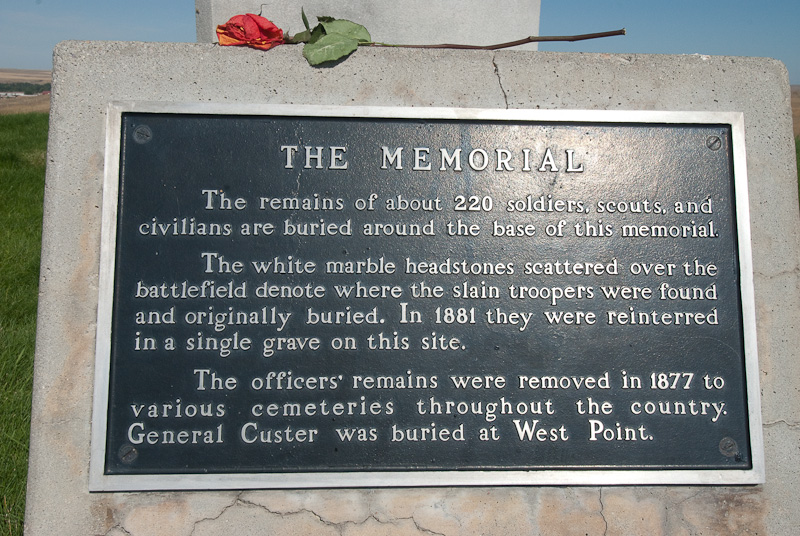 THE MEMORIAL
The remains of about 220 soldiers, scouts, and
civilians are buried around the base of this memorial.
The white marble headstones scattered over the
battlefield denote where the slain troopers were found
and originally buried. In 1881 they were reinterred
in a single grave on this site.
The officers' remains were removed in 1877 to
various cemeteries throughout the country.
General Custer was buried at West Point.